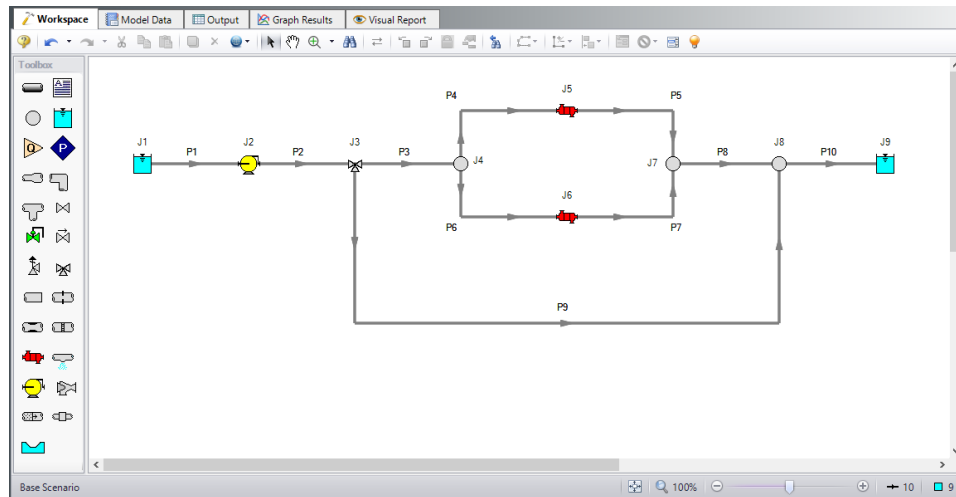 Workspace Model Data Output Graph Results Visual Report
Toolbox
A
Q P
P4 J5 P5
J1 P1 J2 P2 J3 P3 J4 J7 P8 J8 P10 J9
J6
P6 P7
P9
Base Scenario 100% 10 9